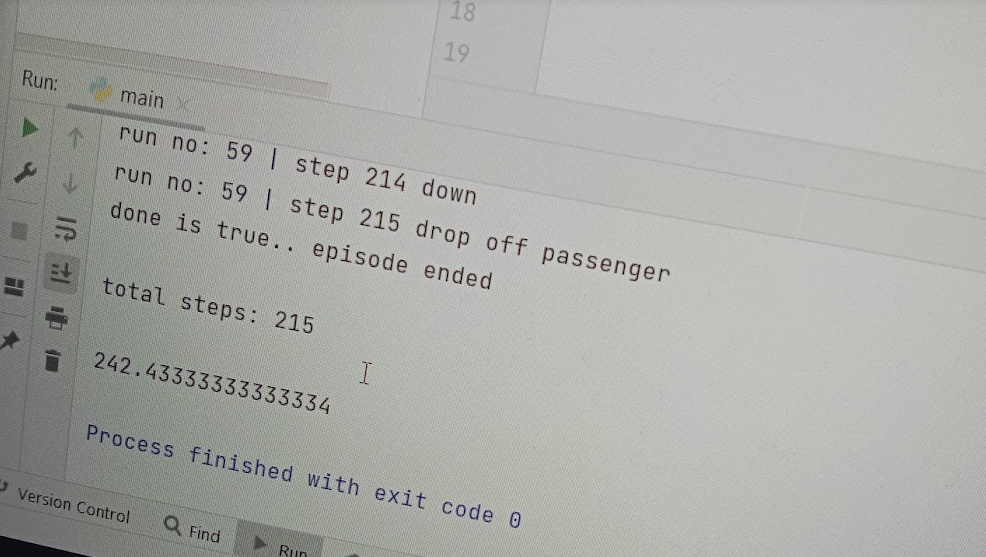 18
19
Run:
main
run no: 59 | step 214 down
run no: 59 | step 215 drop off passenger
done is true.. episode ended
total steps: 215
242.43333333333334
Process finished with exit code 0
Version Control
Find
Run